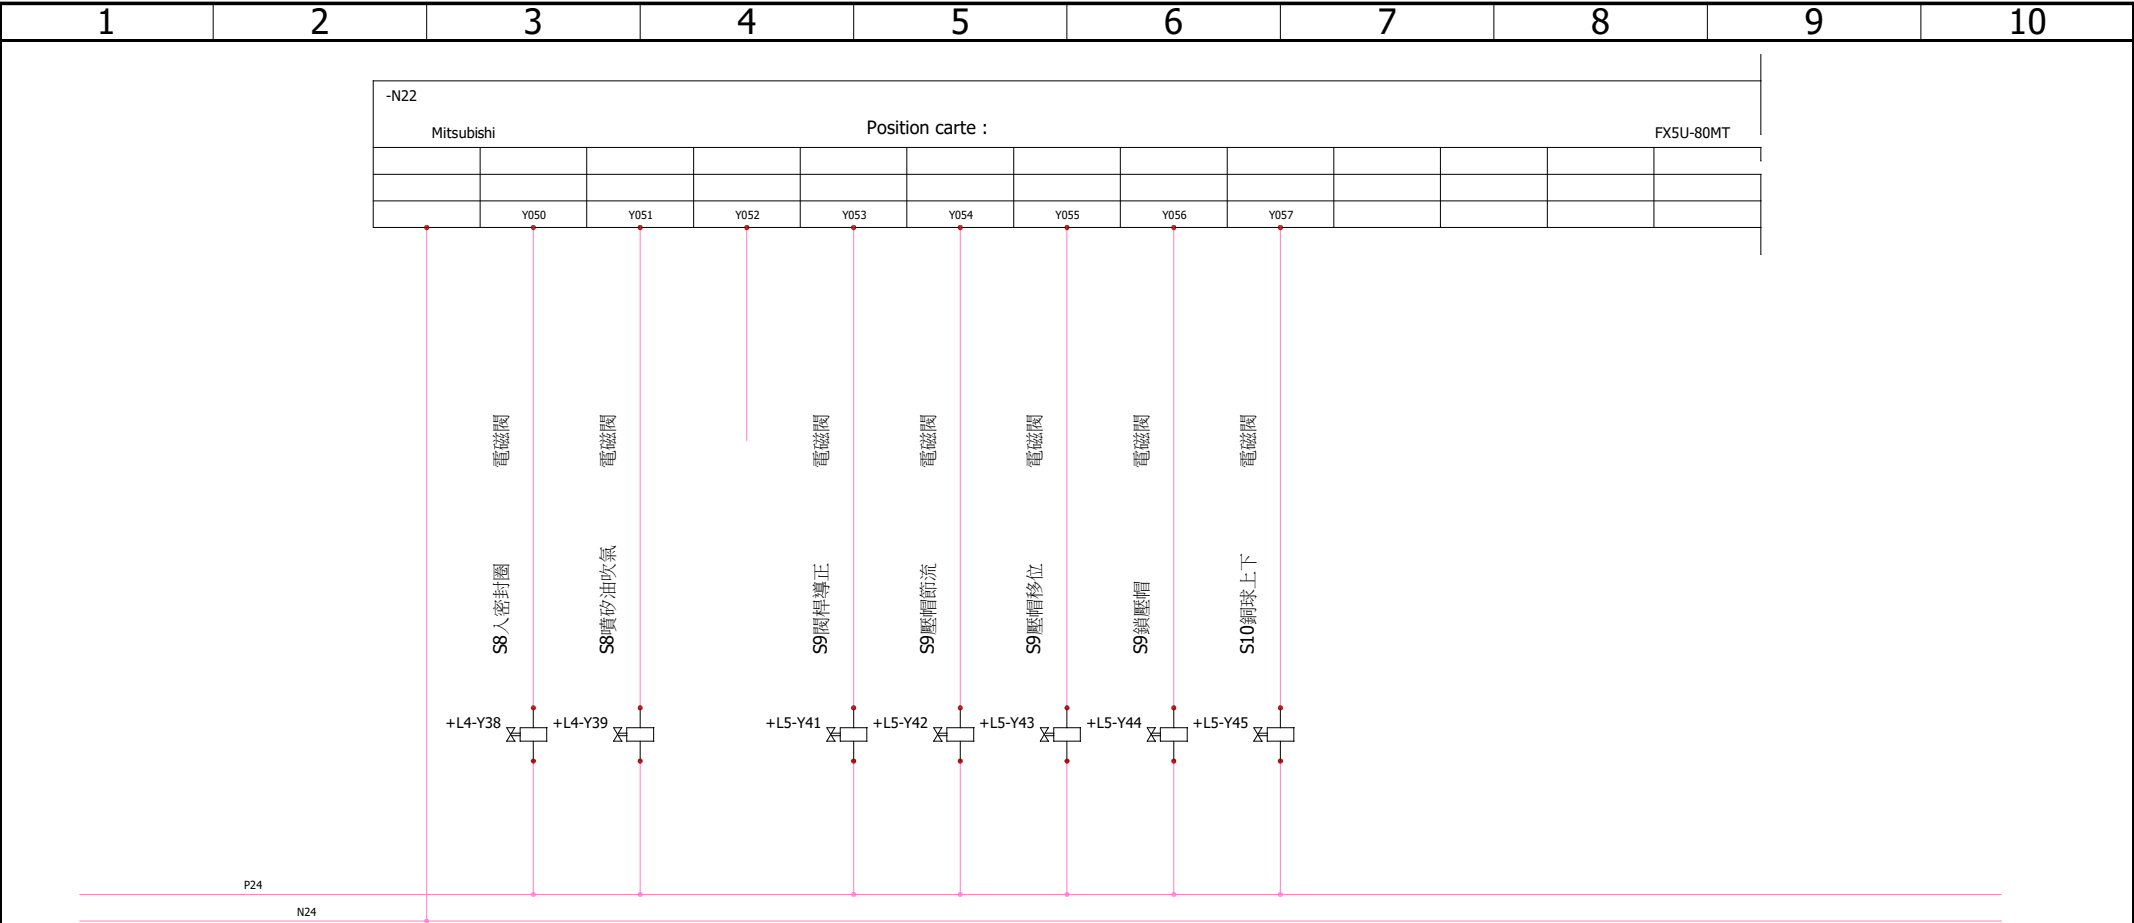 1 2 3 4 5 6 7 8 9 10
-N22
Mitsubishi Position carte : FX5U-80MT
Y050 Y051 Y052 Y053 Y054 Y055 Y056 Y057
電磁閥 電磁閥 電磁閥 電磁閥 電磁閥 電磁閥 電磁閥
S8入密封圈
S8噴矽油吹氣
S9閥桿導正
S9壓帽節流
S9壓帽移位
S9鎖壓帽
S10銅球上下
+L4-Y38 +L4-Y39 +L5-Y41 +L5-Y42 +L5-Y43 +L5-Y44 +L5-Y45
P24
N24